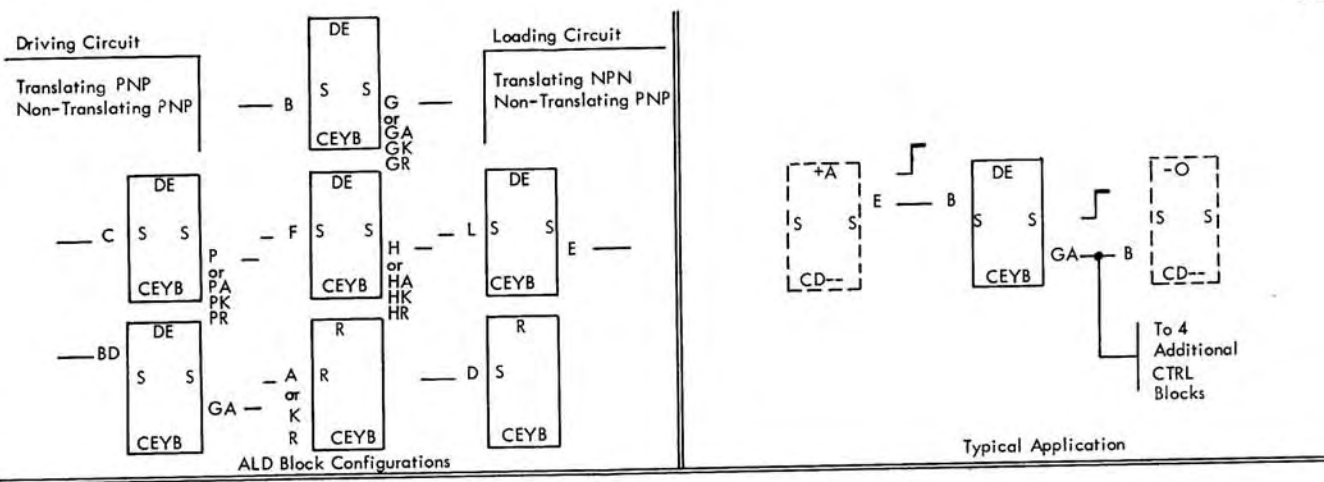 Driving Circuit
Translating PNP
Non-Translating PNP
DE
B S S G
or
GA
GK
GR
CEYB
Loading Circuit
Translating NPN
Non-Translating PNP
DE
C S S P
or
PA
PK
PR
CEYB
DE
F S S H
or
HA
HK
HR
CEYB
DE
L S S E
CEYB
DE
BD S S GA
CEYB
R
A
or
K
R
R
CEYB
R
D S
CEYB
ALD Block Configurations
+A
S S E
CD--
DE
B S S GA
CEYB
-O
B S S
CD--
To 4
Additional
CTRL
Blocks
Typical Application